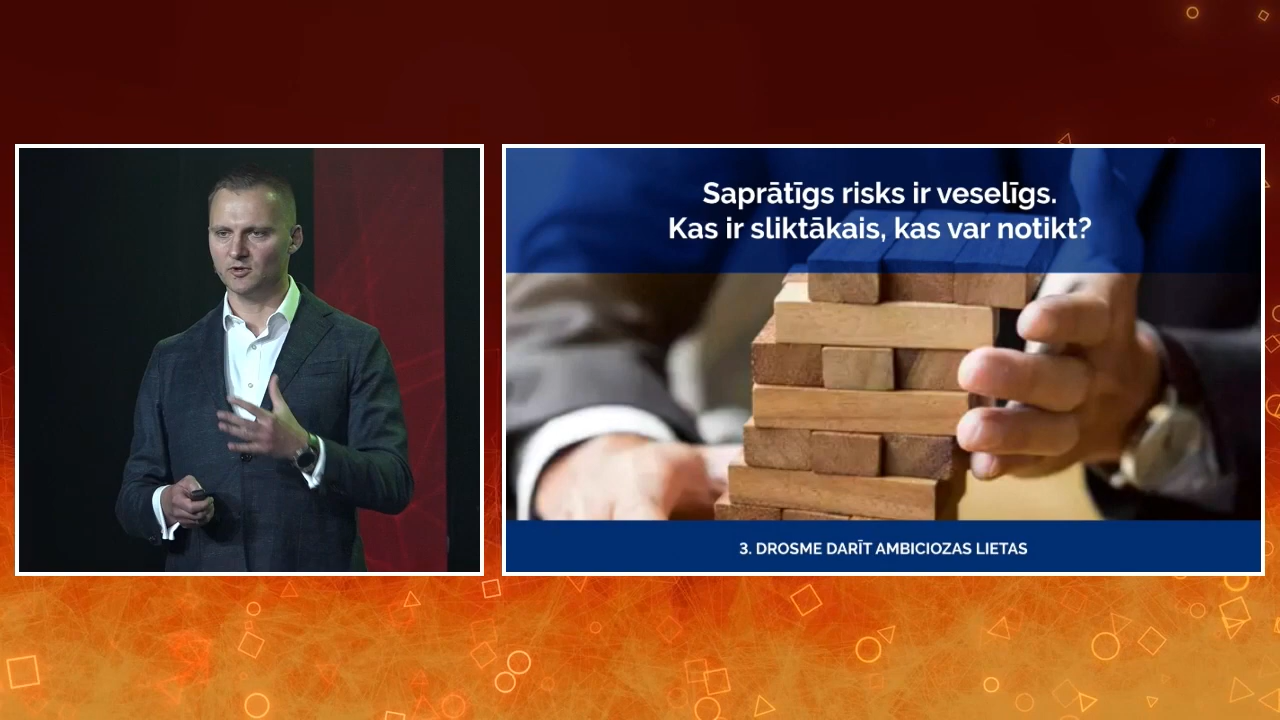 Saprātīgs risks ir veselīgs.
Kas ir sliktākais, kas var notikt?
3. DROSME DARĪT AMBICIOZAS LIETAS